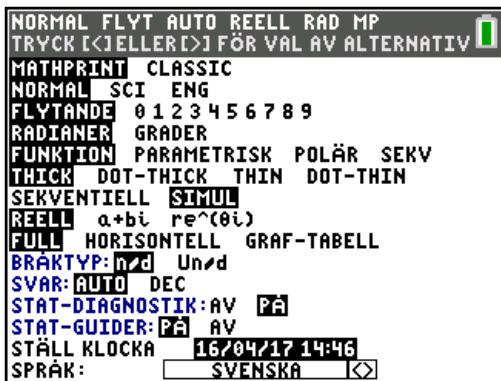 NORMAL FLYT AUTO REELL RAD MP
TRYCK [<]ELLER[>] FÖR VAL AV ALTERNATIV
MATHPRINT CLASSIC
NORMAL SCI ENG
FLYTANDE 0 1 2 3 4 5 6 7 8 9
RADIANER GRADER
FUNKTION PARAMETRISK POLÄR SEKV
THICK DOT-THICK THIN DOT-THIN
SEKVENTIELL SIMUL
REELL a+bi re^(θi)
FULL HORISONTELL GRAF-TABELL
BRÅKTYP: n/d Un/d
SVAR: AUTO DEC
STAT-DIAGNOSTIK: AV PÅ
STAT-GUIDER: PÅ AV
STÄLL KLOCKA 16/04/17 14:46
SPRÅK: SVENSKA <>